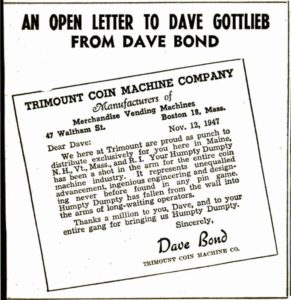 AN OPEN LETTER TO DAVE GOTTLIEB
FROM DAVE BOND
TRIMOUNT COIN MACHINE COMPANY
Manufacturers of
Merchandise Vending Machines
47 Waltham St. Boston 18, Mass.
Nov. 12, 1947
Dear Dave:
We here at Trimount are proud as punch to
distribute exclusively for you here in Maine,
N. H., Vt., Mass., and R. I. Your Humpty Dumpty
has been a shot in the arm for the entire coin
machine industry. It represents unequalled
advancement, ingenious engineering and design-
ing never before found in any pin game.
Humpty Dumpty has fallen from the wall into
the arms of long-waiting operators.
Thanks a million to you, Dave, and to your
entire gang for bringing us Humpty Dumpty.
Sincerely,
Dave Bond
TRIMOUNT COIN MACHINE CO.